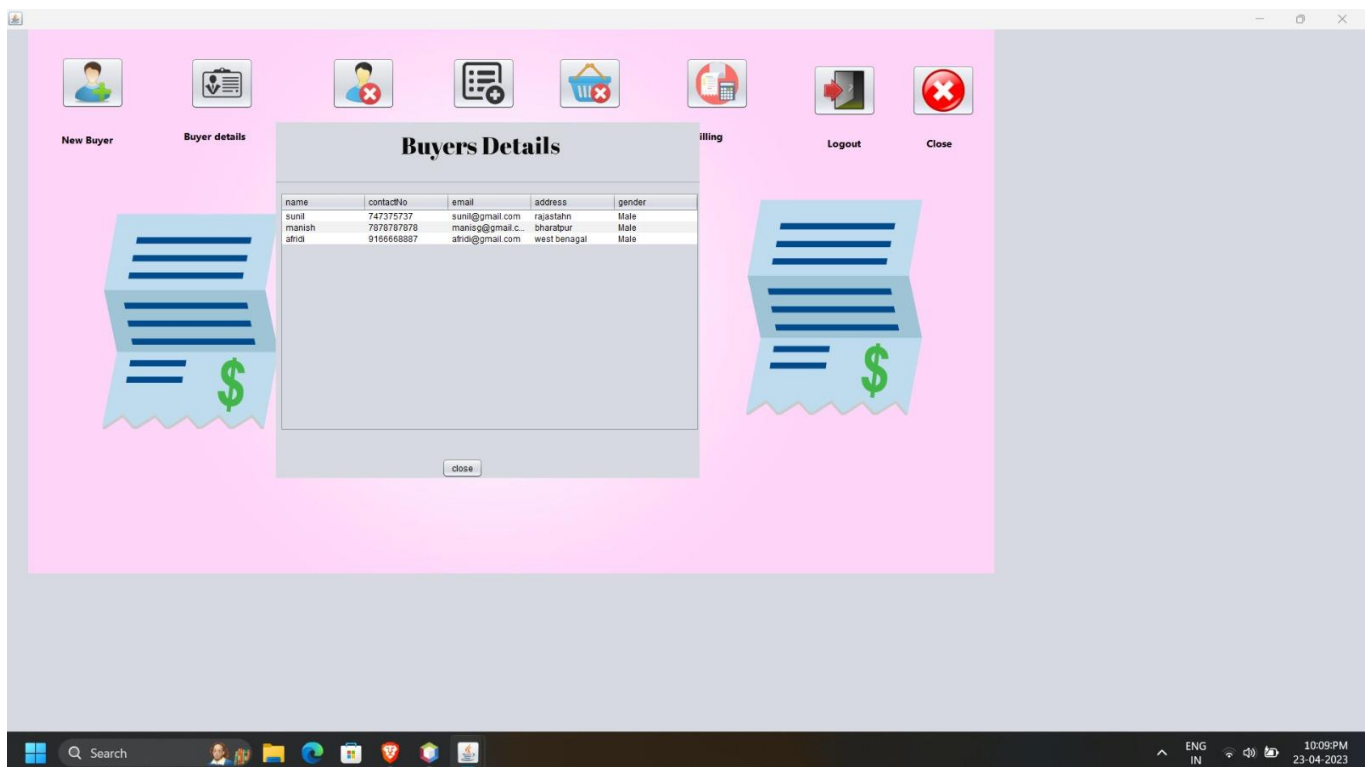 New Buyer
Buyer details
illing
Logout
Close
Buyers Details
name contactNo email address gender
sunil 747375737 sunil@gmail.com rajastahn Male
manish 7878787878 manisg@gmail.c... bharatpur Male
afridi 9166668887 afridi@gmail.com west benagal Male
close
Search
ENG
IN
10:09:PM
23-04-2023